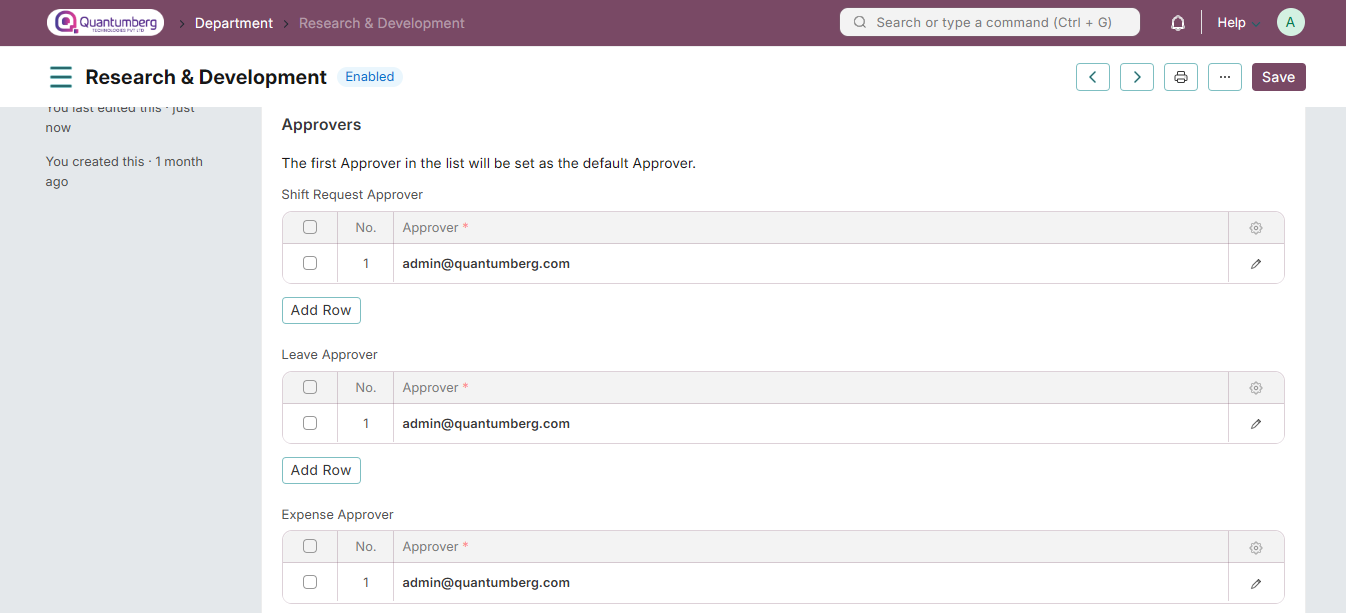 Quantumberg
TECHNOLOGIES PVT LTD
Department
Research & Development
Search or type a command (Ctrl + G)
Help
A
Research & Development
Enabled
...
Save
You last edited this · just
now
You created this · 1 month
ago
Approvers
The first Approver in the list will be set as the default Approver.
Shift Request Approver
No. Approver *
1 admin@quantumberg.com
Add Row
Leave Approver
No. Approver *
1 admin@quantumberg.com
Add Row
Expense Approver
No. Approver *
1 admin@quantumberg.com